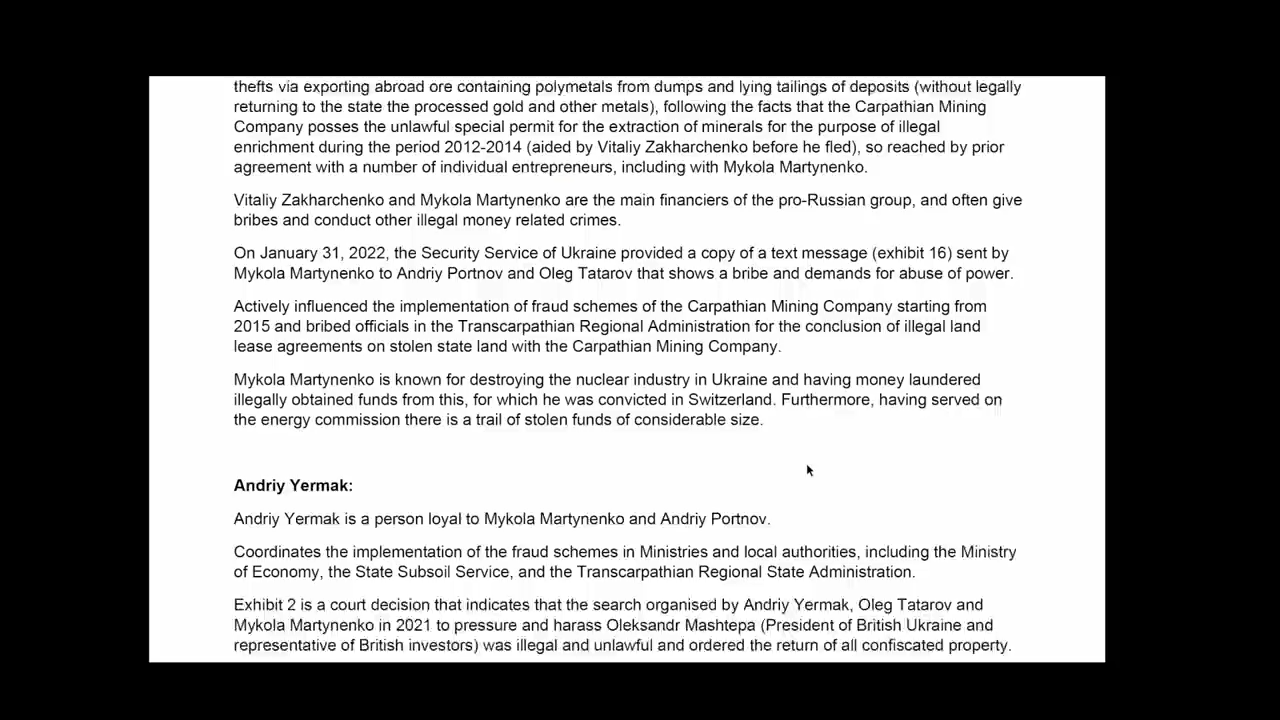 thefts via exporting abroad ore containing polymetals from dumps and lying tailings of deposits (without legally
returning to the state the processed gold and other metals), following the facts that the Carpathian Mining
Company posses the unlawful special permit for the extraction of minerals for the purpose of illegal
enrichment during the period 2012-2014 (aided by Vitaliy Zakharchenko before he fled), so reached by prior
agreement with a number of individual entrepreneurs, including with Mykola Martynenko.
Vitaliy Zakharchenko and Mykola Martynenko are the main financiers of the pro-Russian group, and often give
bribes and conduct other illegal money related crimes.
On January 31, 2022, the Security Service of Ukraine provided a copy of a text message (exhibit 16) sent by
Mykola Martynenko to Andriy Portnov and Oleg Tatarov that shows a bribe and demands for abuse of power.
Actively influenced the implementation of fraud schemes of the Carpathian Mining Company starting from
2015 and bribed officials in the Transcarpathian Regional Administration for the conclusion of illegal land
lease agreements on stolen state land with the Carpathian Mining Company.
Mykola Martynenko is known for destroying the nuclear industry in Ukraine and having money laundered
illegally obtained funds from this, for which he was convicted in Switzerland. Furthermore, having served on
the energy commission there is a trail of stolen funds of considerable size.
Andriy Yermak:
Andriy Yermak is a person loyal to Mykola Martynenko and Andriy Portnov.
Coordinates the implementation of the fraud schemes in Ministries and local authorities, including the Ministry
of Economy, the State Subsoil Service, and the Transcarpathian Regional State Administration.
Exhibit 2 is a court decision that indicates that the search organised by Andriy Yermak, Oleg Tatarov and
Mykola Martynenko in 2021 to pressure and harass Oleksandr Mashtepa (President of British Ukraine and
representative of British investors) was illegal and unlawful and ordered the return of all confiscated property.